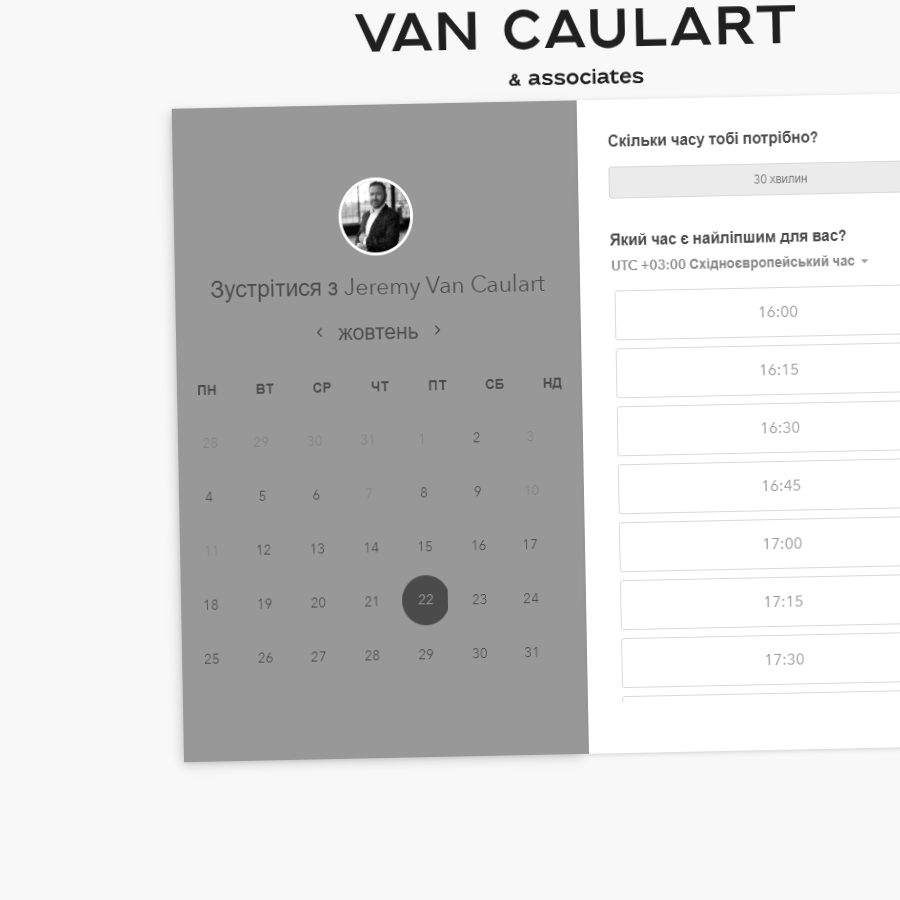 VAN CAULART
& associates
Зустрітися з Jeremy Van Caulart
‹ жовтень ›
ПН ВТ СР ЧТ ПТ СБ НД
28 29 30 31 1 2 3
4 5 6 7 8 9 10
11 12 13 14 15 16 17
18 19 20 21 22 23 24
25 26 27 28 29 30 31
Скільки часу тобі потрібно?
30 хвилин
Який час є найліпшим для вас?
UTC +03:00 Східноєвропейський час
16:00
16:15
16:30
16:45
17:00
17:15
17:30